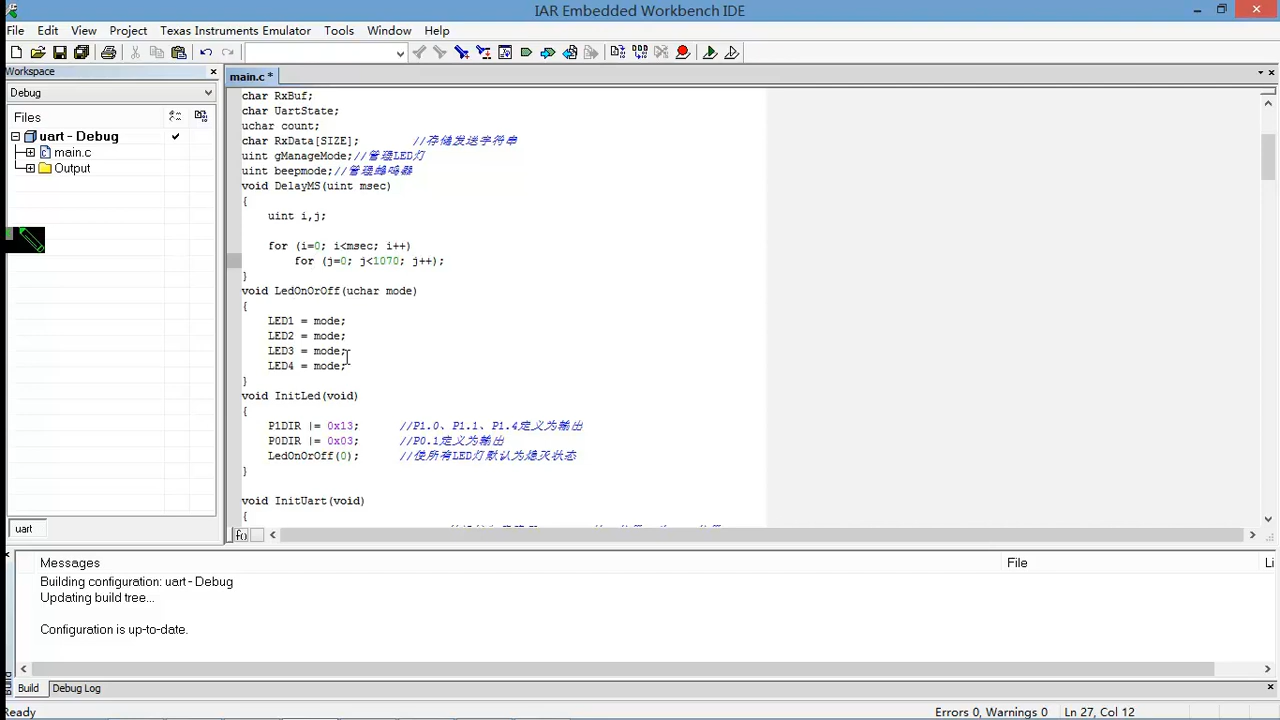 IAR Embedded Workbench IDE
File Edit View Project Texas Instruments Emulator Tools Window Help
Workspace
main.c *
Debug
Files
uart - Debug
main.c
Output
uart
char RxBuf;
char UartState;
uchar count;
char RxData[SIZE]; //存储发送字符串
uint gManageMode;//管理LED灯
uint beepmode;//管理蜂鸣器
void DelayMS(uint msec)
{
uint i,j;
for (i=0; i<msec; i++)
for (j=0; j<1070; j++);
}
void LedOnOrOff(uchar mode)
{
LED1 = mode;
LED2 = mode;
LED3 = mode;
LED4 = mode;
}
void InitLed(void)
{
P1DIR |= 0x13; //P1.0、P1.1、P1.4定义为输出
P0DIR |= 0x03; //P0.1定义为输出
LedOnOrOff(0); //使所有LED灯默认为熄灭状态
}
void InitUart(void)
{
Messages File Li
Building configuration: uart - Debug
Updating build tree...
Configuration is up-to-date.
Build Debug Log
Ready Errors 0, Warnings 0 Ln 27, Col 12